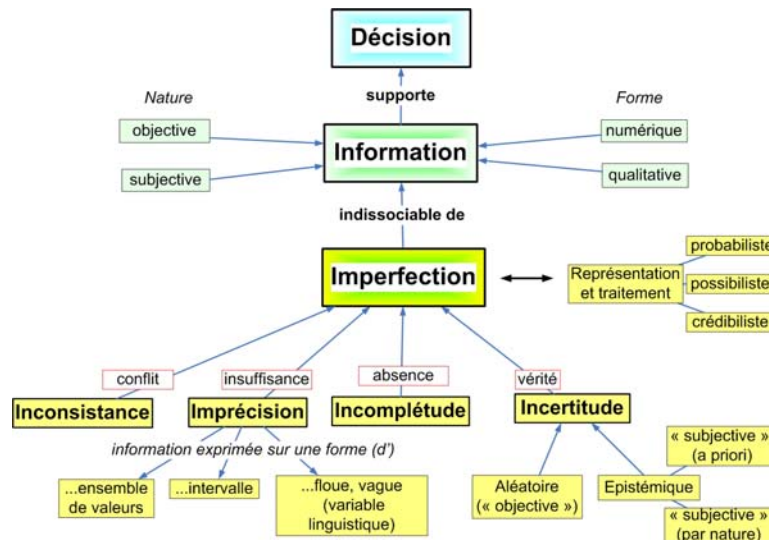 Décision
supporte
Nature
Forme
objective
numérique
Information
subjective
qualitative
indissociable de
Imperfection
probabiliste
Représentation
et traitement
possibiliste
crédibiliste
conflit
insuffisance
absence
vérité
Inconsistance
Imprécision
Incomplétude
Incertitude
information exprimée sur une forme (d’)
...ensemble
de valeurs
...intervalle
...floue, vague
(variable
linguistique)
Aléatoire
(« objective »)
Epistémique
« subjective »
(a priori)
« subjective »
(par nature)